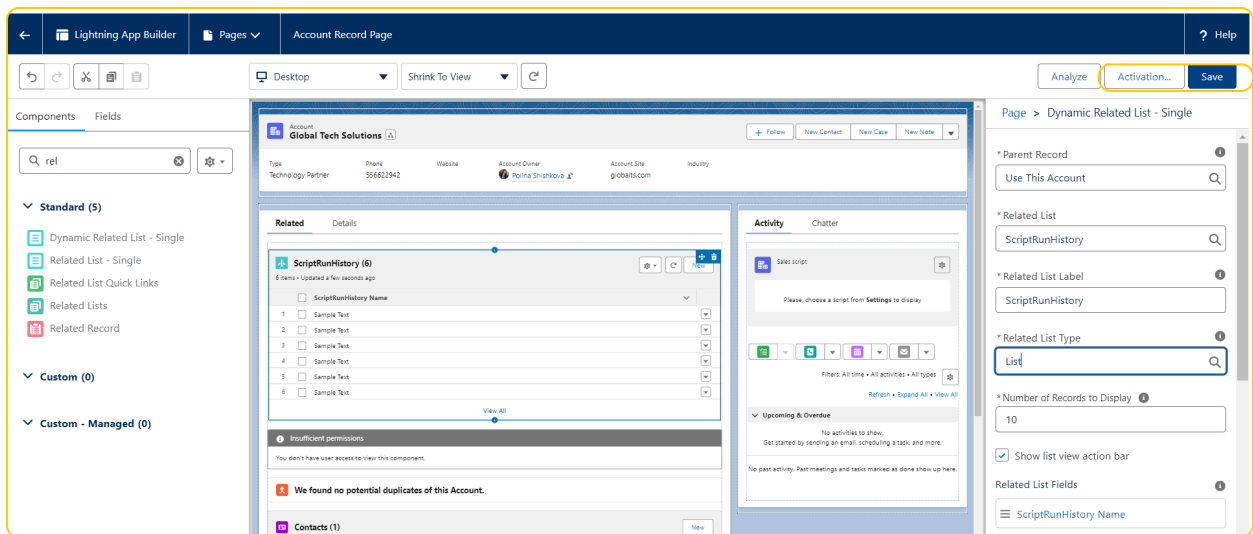 Lightning App Builder
Pages
Account Record Page
? Help
Desktop
Shrink To View
Analyze
Activation...
Save
Components
Fields
rel
Standard (5)
Dynamic Related List - Single
Related List - Single
Related List Quick Links
Related Lists
Related Record
Custom (0)
Custom - Managed (0)
Account
Global Tech Solutions
+ Follow
New Contact
New Case
New Note
Type
Phone
Website
Account Owner
Account Site
Industry
Technology Partner
556622942
Polina Shishkova
globalts.com
Related
Details
ScriptRunHistory (6)
New
6 items • Updated a few seconds ago
ScriptRunHistory Name
1 Sample Text
2 Sample Text
3 Sample Text
4 Sample Text
5 Sample Text
6 Sample Text
View All
Insufficient permissions
You don't have user access to view this component.
We found no potential duplicates of this Account.
Contacts (1)
New
Activity
Chatter
Sales script
Please, choose a script from Settings to display
Filters: All time • All activities • All types
Refresh • Expand All • View All
Upcoming & Overdue
No activities to show.
Get started by sending an email, scheduling a task, and more.
No past activity. Past meetings and tasks marked as done show up here.
Page > Dynamic Related List - Single
*Parent Record
Use This Account
*Related List
ScriptRunHistory
*Related List Label
ScriptRunHistory
*Related List Type
List
*Number of Records to Display
10
Show list view action bar
Related List Fields
ScriptRunHistory Name